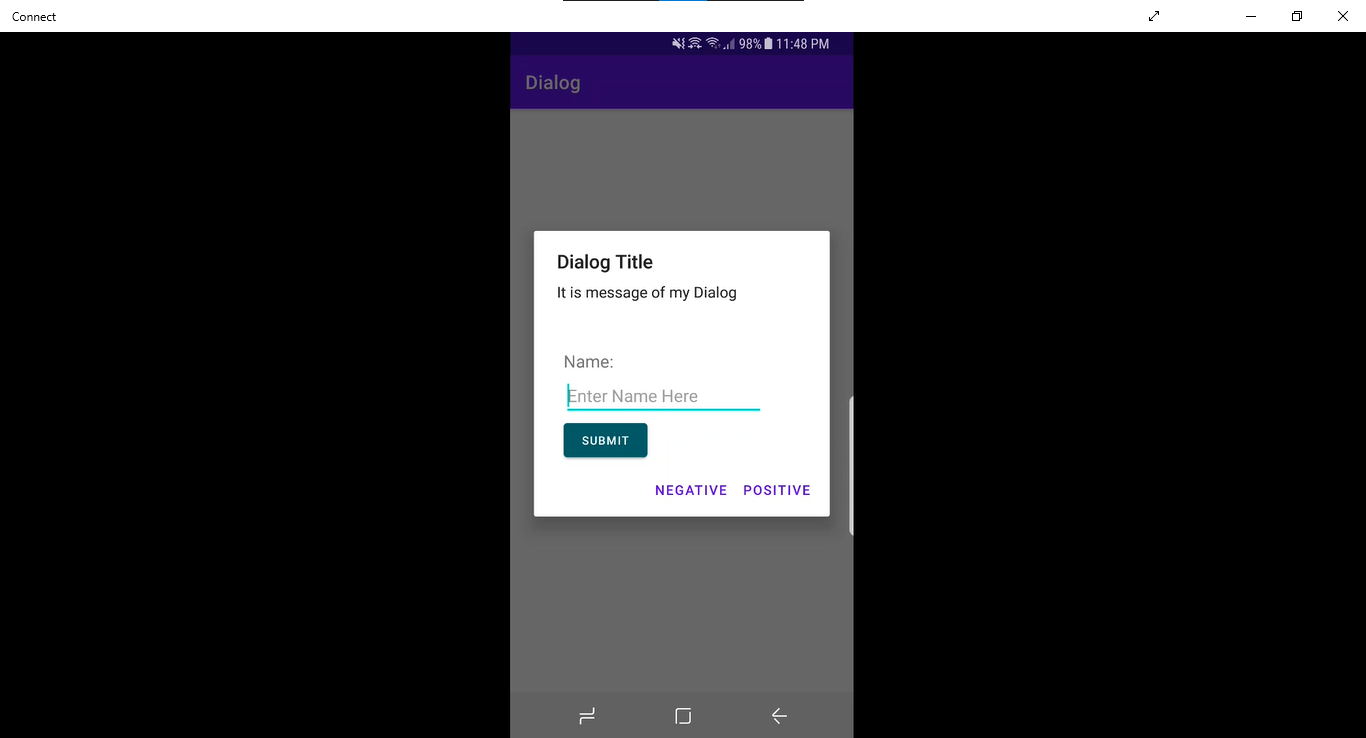 Connect
98% 11:48 PM
Dialog
Dialog Title
It is message of my Dialog
Name:
Enter Name Here
SUBMIT
NEGATIVE POSITIVE